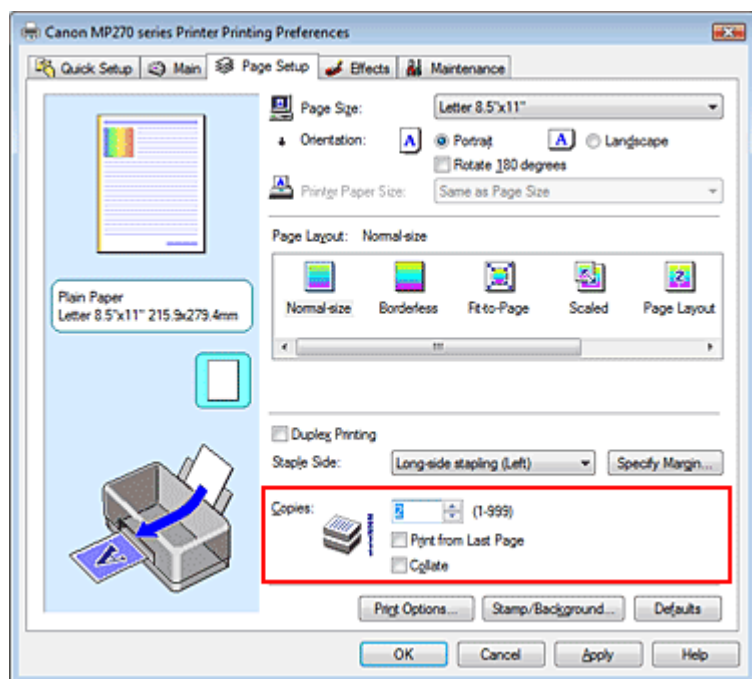 Canon MP270 series Printer Printing Preferences
Quick Setup Main Page Setup Effects Maintenance
Page Size: Letter 8.5"x11"
Orientation: A Portrait A Landscape
Rotate 180 degrees
Printer Paper Size: Same as Page Size
Page Layout: Normal-size
Normal-size Borderless Fit-to-Page Scaled Page Layout
Plain Paper
Letter 8.5"x11" 215.9x279.4mm
Duplex Printing
Staple Side: Long-side stapling (Left) Specify Margin...
Copies: 2 (1-999)
Print from Last Page
Collate
Print Options... Stamp/Background... Defaults
OK Cancel Apply Help